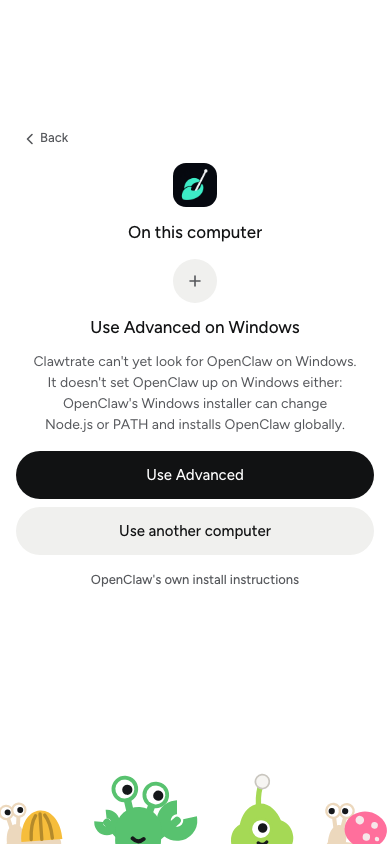 Back
On this computer
Use Advanced on Windows
Clawtrate can't yet look for OpenClaw on Windows.
It doesn't set OpenClaw up on Windows either:
OpenClaw's Windows installer can change
Node.js or PATH and installs OpenClaw globally.
Use Advanced
Use another computer
OpenClaw's own install instructions